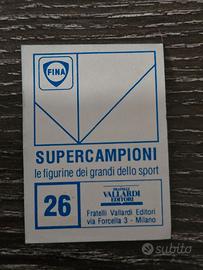 FINA
SUPERCAMPIONI
le figurine dei grandi dello sport
26
FRATELLI
VALLARDI
EDITORI
Fratelli Vallardi Editori
via Forcella 3 - Milano
subito